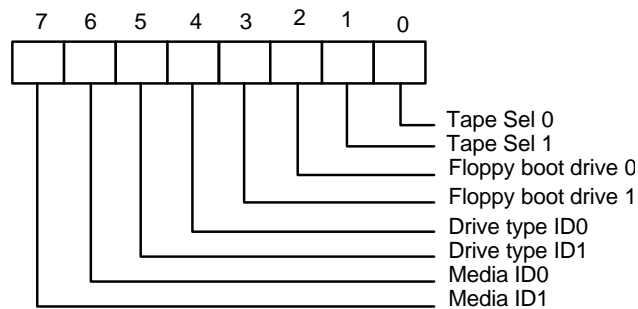 7 6 5 4 3 2 1 0
Tape Sel 0
Tape Sel 1
Floppy boot drive 0
Floppy boot drive 1
Drive type ID0
Drive type ID1
Media ID0
Media ID1